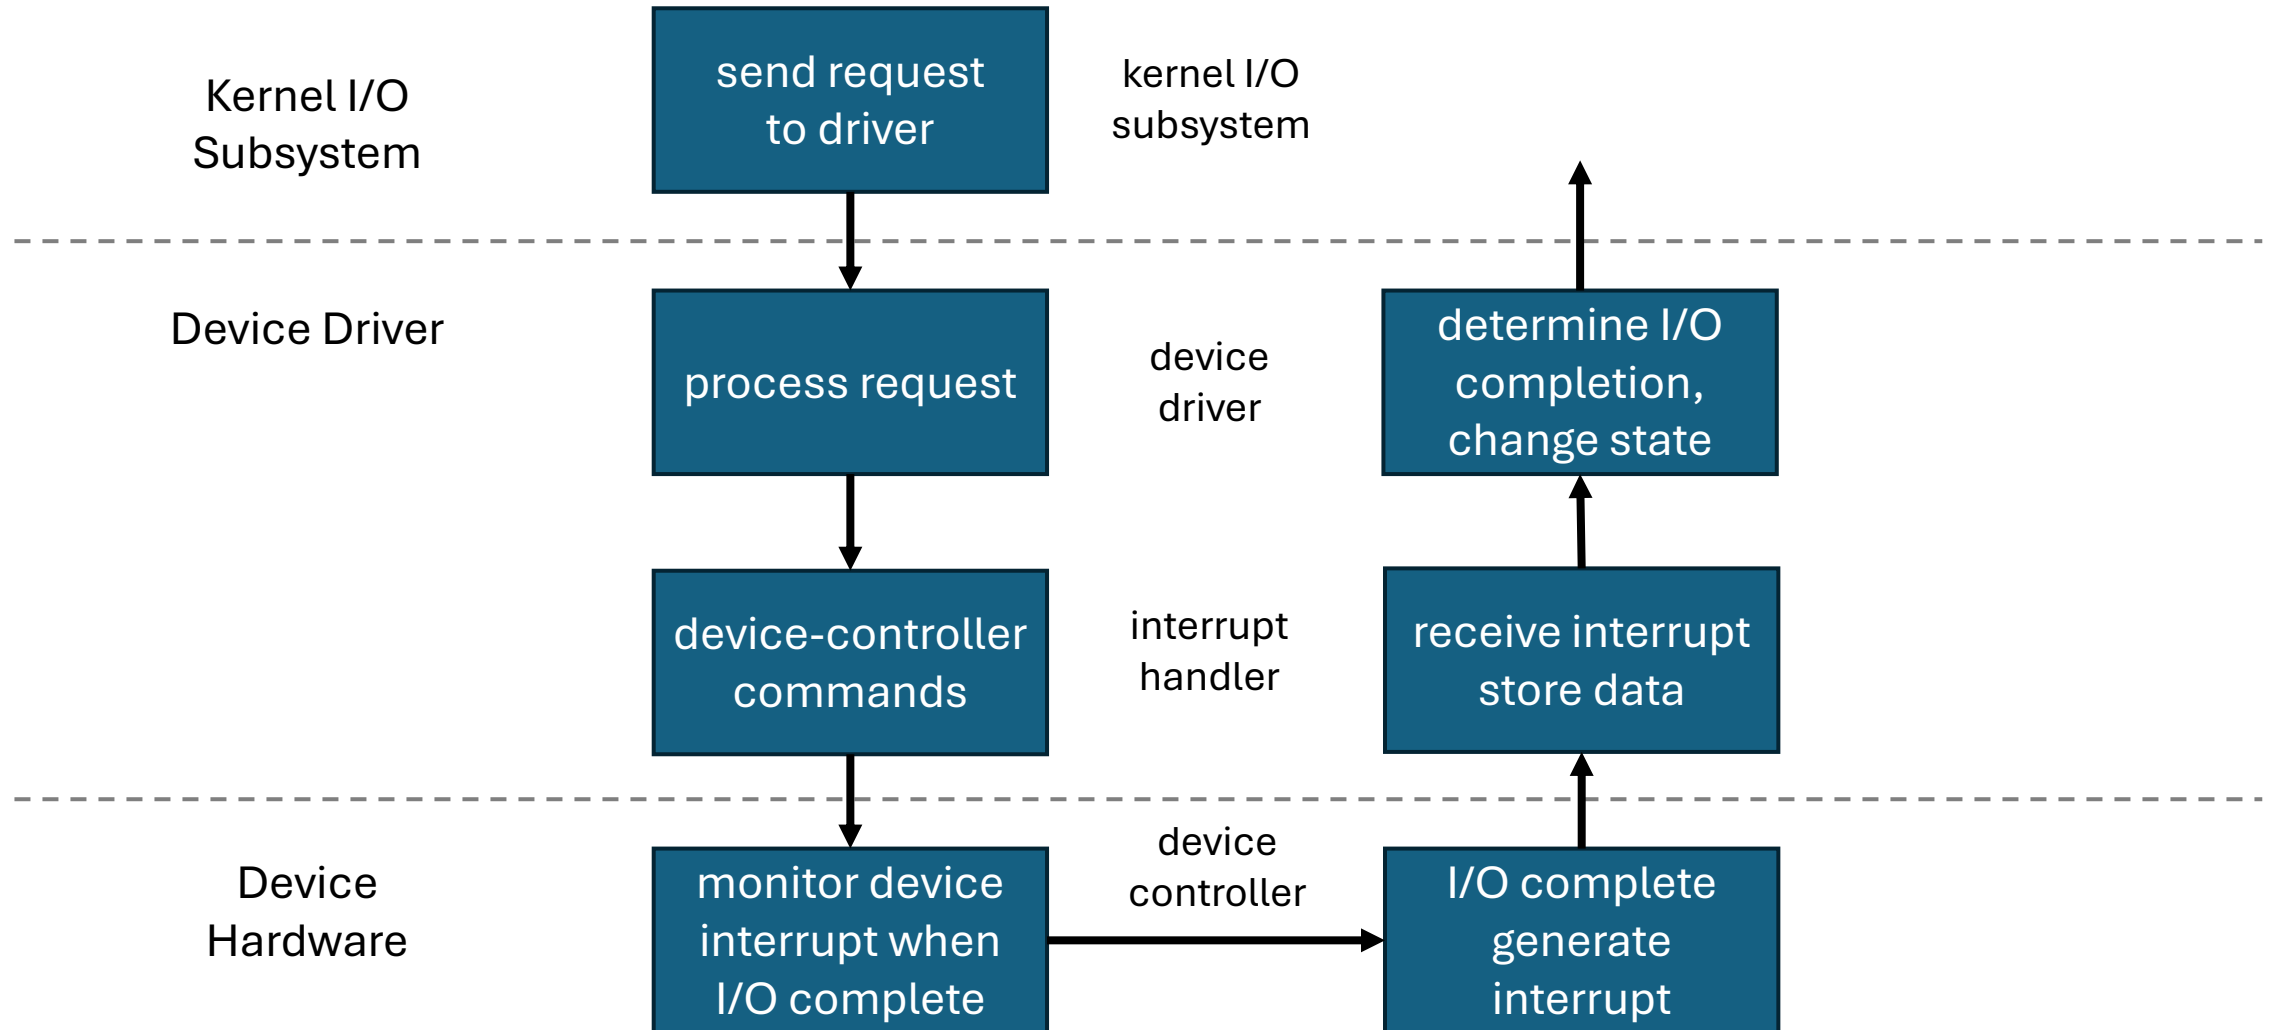 Kernel I/O
Subsystem
send request
to driver
kernel I/O
subsystem
Device Driver
process request
device
driver
determine I/O
completion,
change state
device-controller
commands
interrupt
handler
receive interrupt
store data
Device
Hardware
monitor device
interrupt when
I/O complete
device
controller
I/O complete
generate
interrupt